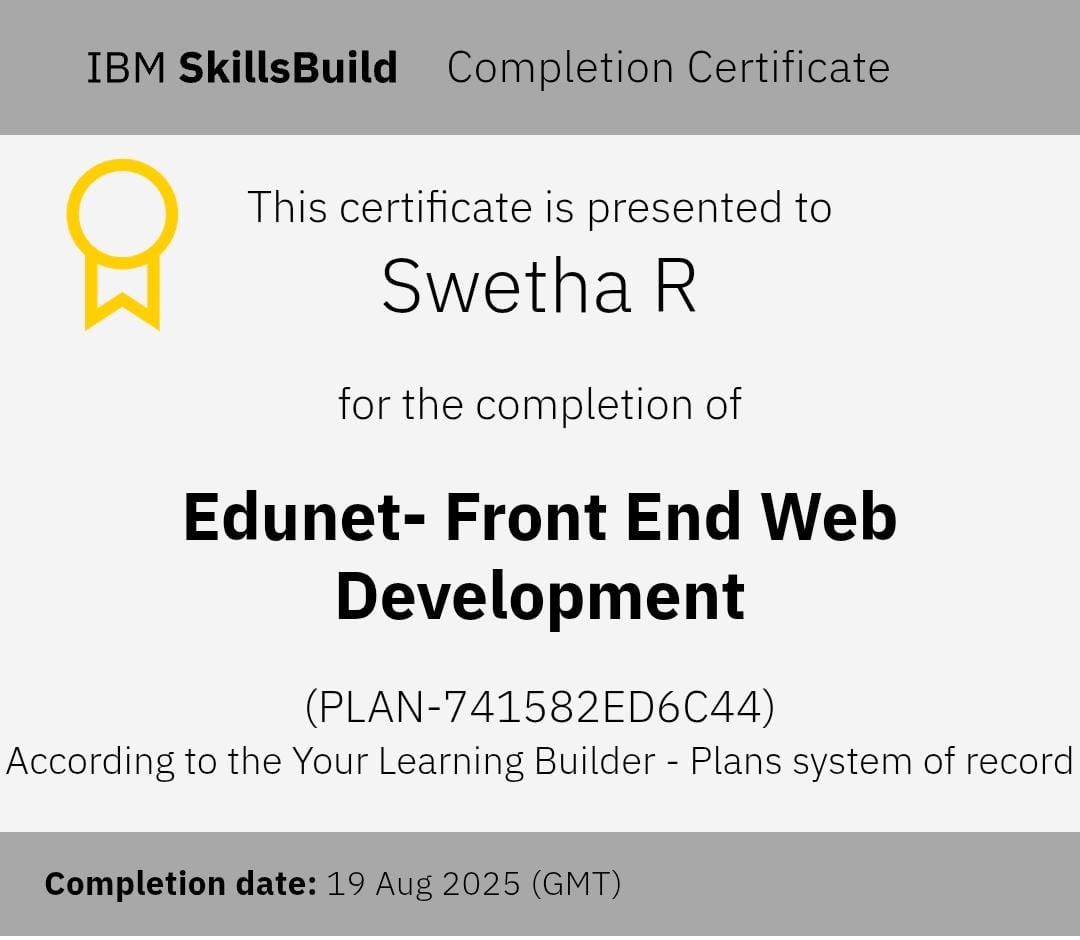 IBM SkillsBuild Completion Certificate
This certificate is presented to
Swetha R
for the completion of
Edunet- Front End Web
Development
(PLAN-741582ED6C44)
According to the Your Learning Builder - Plans system of record
Completion date: 19 Aug 2025 (GMT)